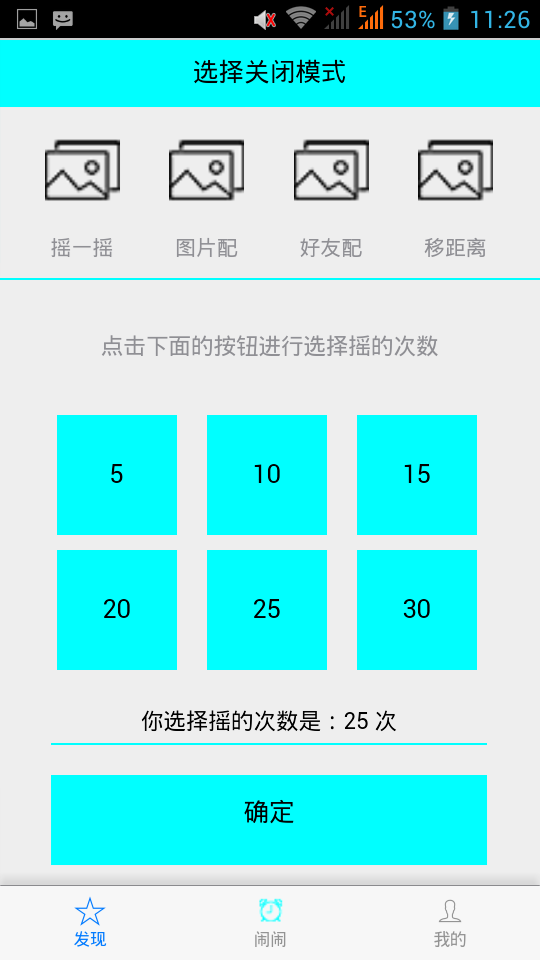 E 53% 11:26
选择关闭模式
摇一摇 图片配 好友配 移距离
点击下面的按钮进行选择摇的次数
5 10 15
20 25 30
你选择摇的次数是：25 次
确定
发现 闹闹 我的